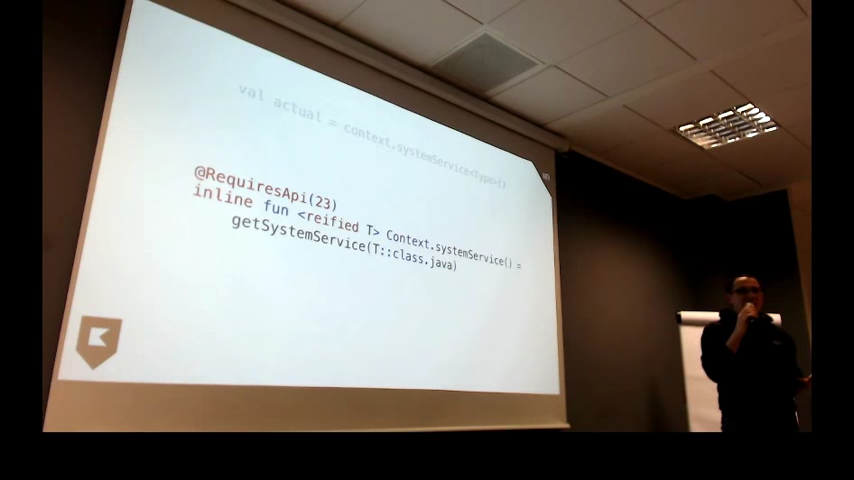 val actual = context.systemService<Type>()
@RequiresApi(23)
inline fun <reified T> Context.systemService() =
getSystemService(T::class.java)